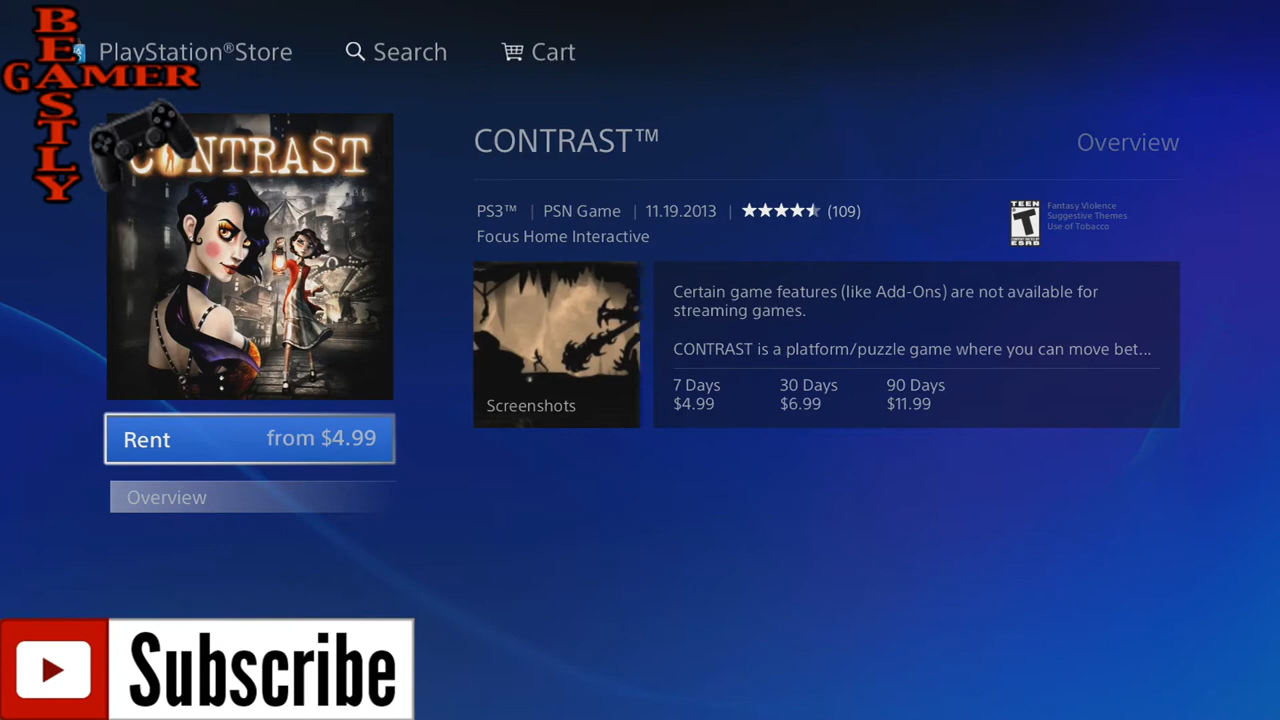 BEASTLY
GAMER
PlayStation®Store
Search
Cart
CONTRAST
CONTRAST™
Overview
PS3™ | PSN Game | 11.19.2013 | (109)
Focus Home Interactive
TEEN
T
ESRB
Fantasy Violence
Suggestive Themes
Use of Tobacco
Certain game features (like Add-Ons) are not available for
streaming games.
CONTRAST is a platform/puzzle game where you can move bet...
7 Days 30 Days 90 Days
$4.99 $6.99 $11.99
Screenshots
Rent from $4.99
Overview
Subscribe